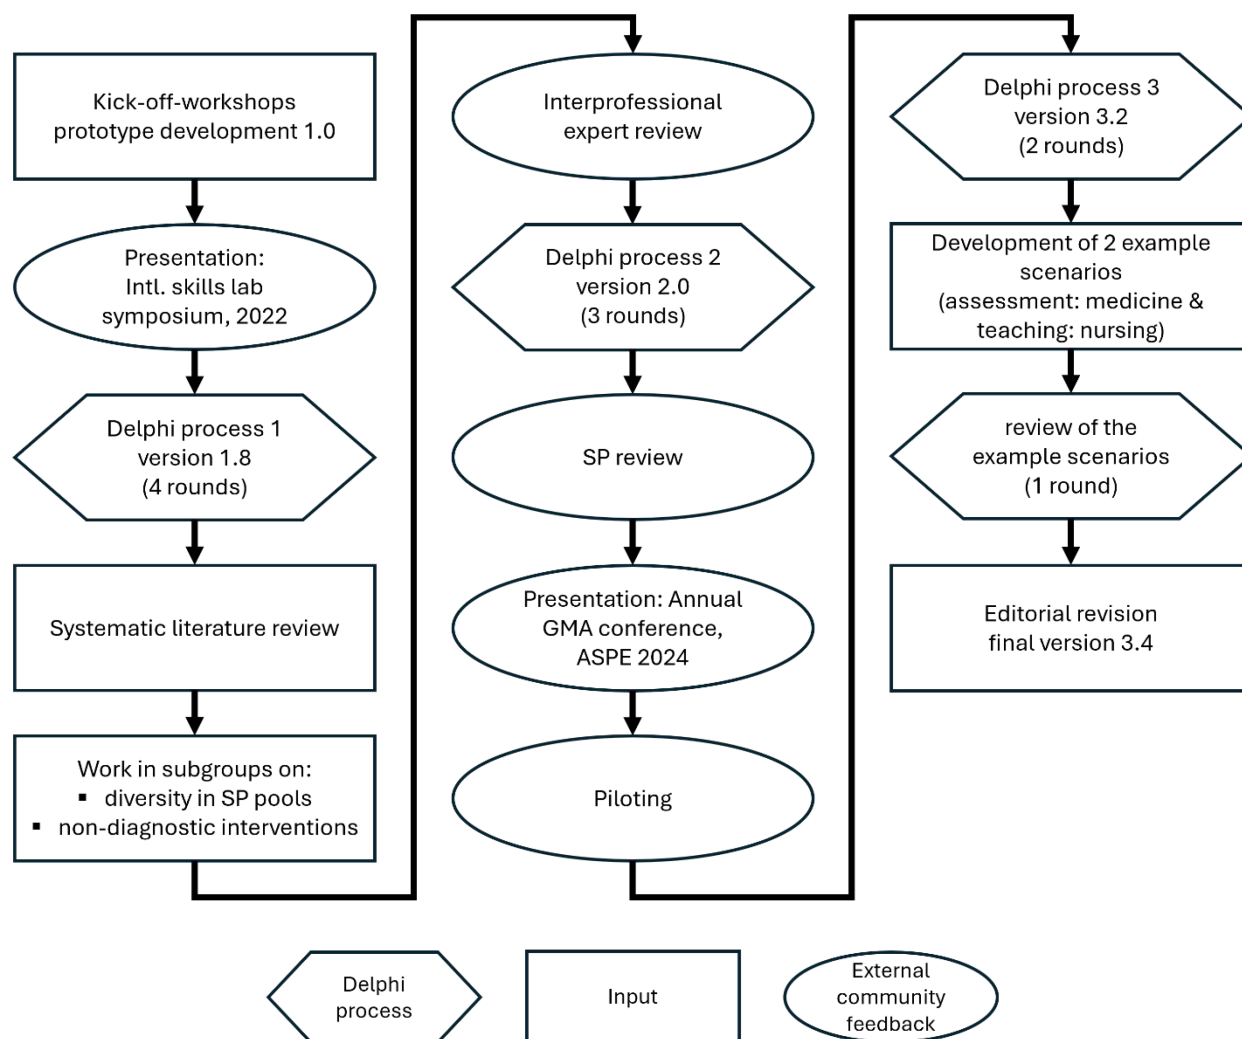 Kick-off-workshops
prototype development 1.0
Presentation:
Intl. skills lab
symposium, 2022
Delphi process 1
version 1.8
(4 rounds)
Systematic literature review
Work in subgroups on:
▪ diversity in SP pools
▪ non-diagnostic interventions
Interprofessional
expert review
Delphi process 2
version 2.0
(3 rounds)
SP review
Presentation: Annual
GMA conference,
ASPE 2024
Piloting
Delphi process 3
version 3.2
(2 rounds)
Development of 2 example
scenarios
(assessment: medicine &
teaching: nursing)
review of the
example scenarios
(1 round)
Editorial revision
final version 3.4
Delphi
process
Input
External
community
feedback